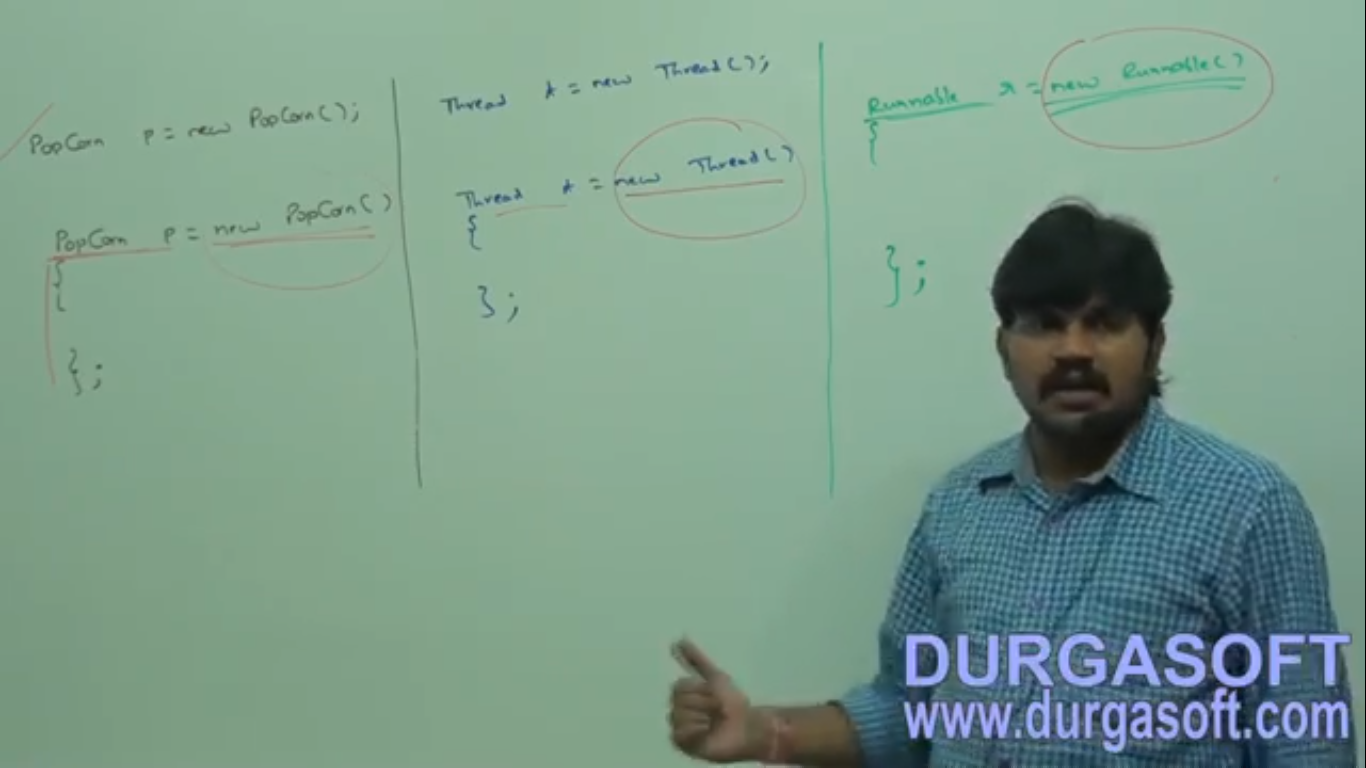 PopCorn p = new PopCorn();
PopCorn p = new PopCorn()
{
};
Thread t = new Thread();
Thread t = new Thread()
{
};
Runnable r = new Runnable()
{
};
DURGASOFT
www.durgasoft.com